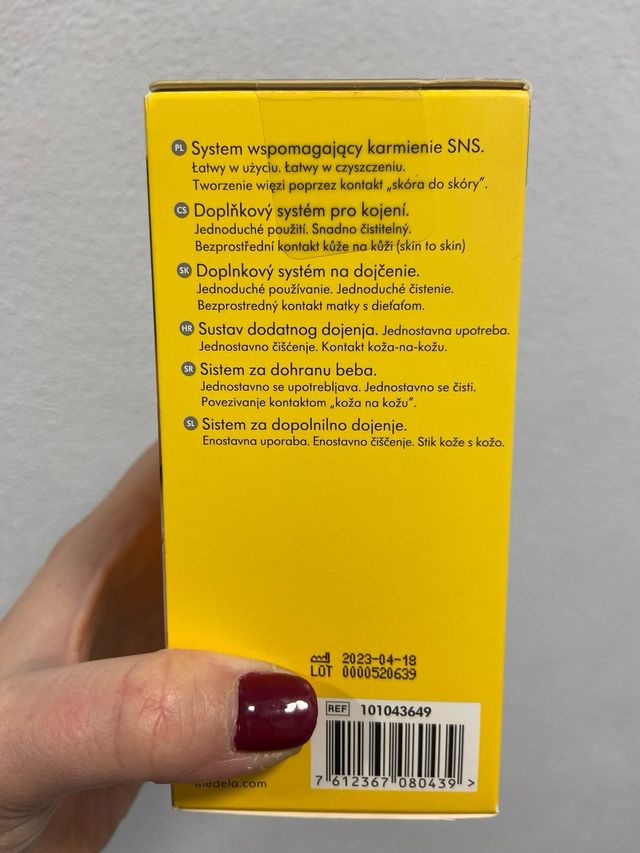 PL System wspomagający karmienie SNS.
Łatwy w użyciu. Łatwy w czyszczeniu.
Tworzenie więzi poprzez kontakt „skóra do skóry”.
CS Doplňkový systém pro kojení.
Jednoduché použití. Snadno čistitelný.
Bezprostřední kontakt kůže na kůži (skin to skin)
SK Doplnkový systém na dojčenie.
Jednoduché používanie. Jednoduché čistenie.
Bezprostredný kontakt matky s dieťaťom.
HR Sustav dodatnog dojenja. Jednostavna upotreba.
Jednostavno čišćenje. Kontakt koža-na-kožu.
SR Sistem za dohranu beba.
Jednostavno se upotrebljava. Jednostavno se čisti.
Povezivanje kontaktom „koža na kožu”.
SL Sistem za dopolnilno dojenje.
Enostavna uporaba. Enostavno čiščenje. Stik kože s kožo.
2023-04-18
LOT 0000520639
REF 101043649
7 612367 080439 >
medela.com